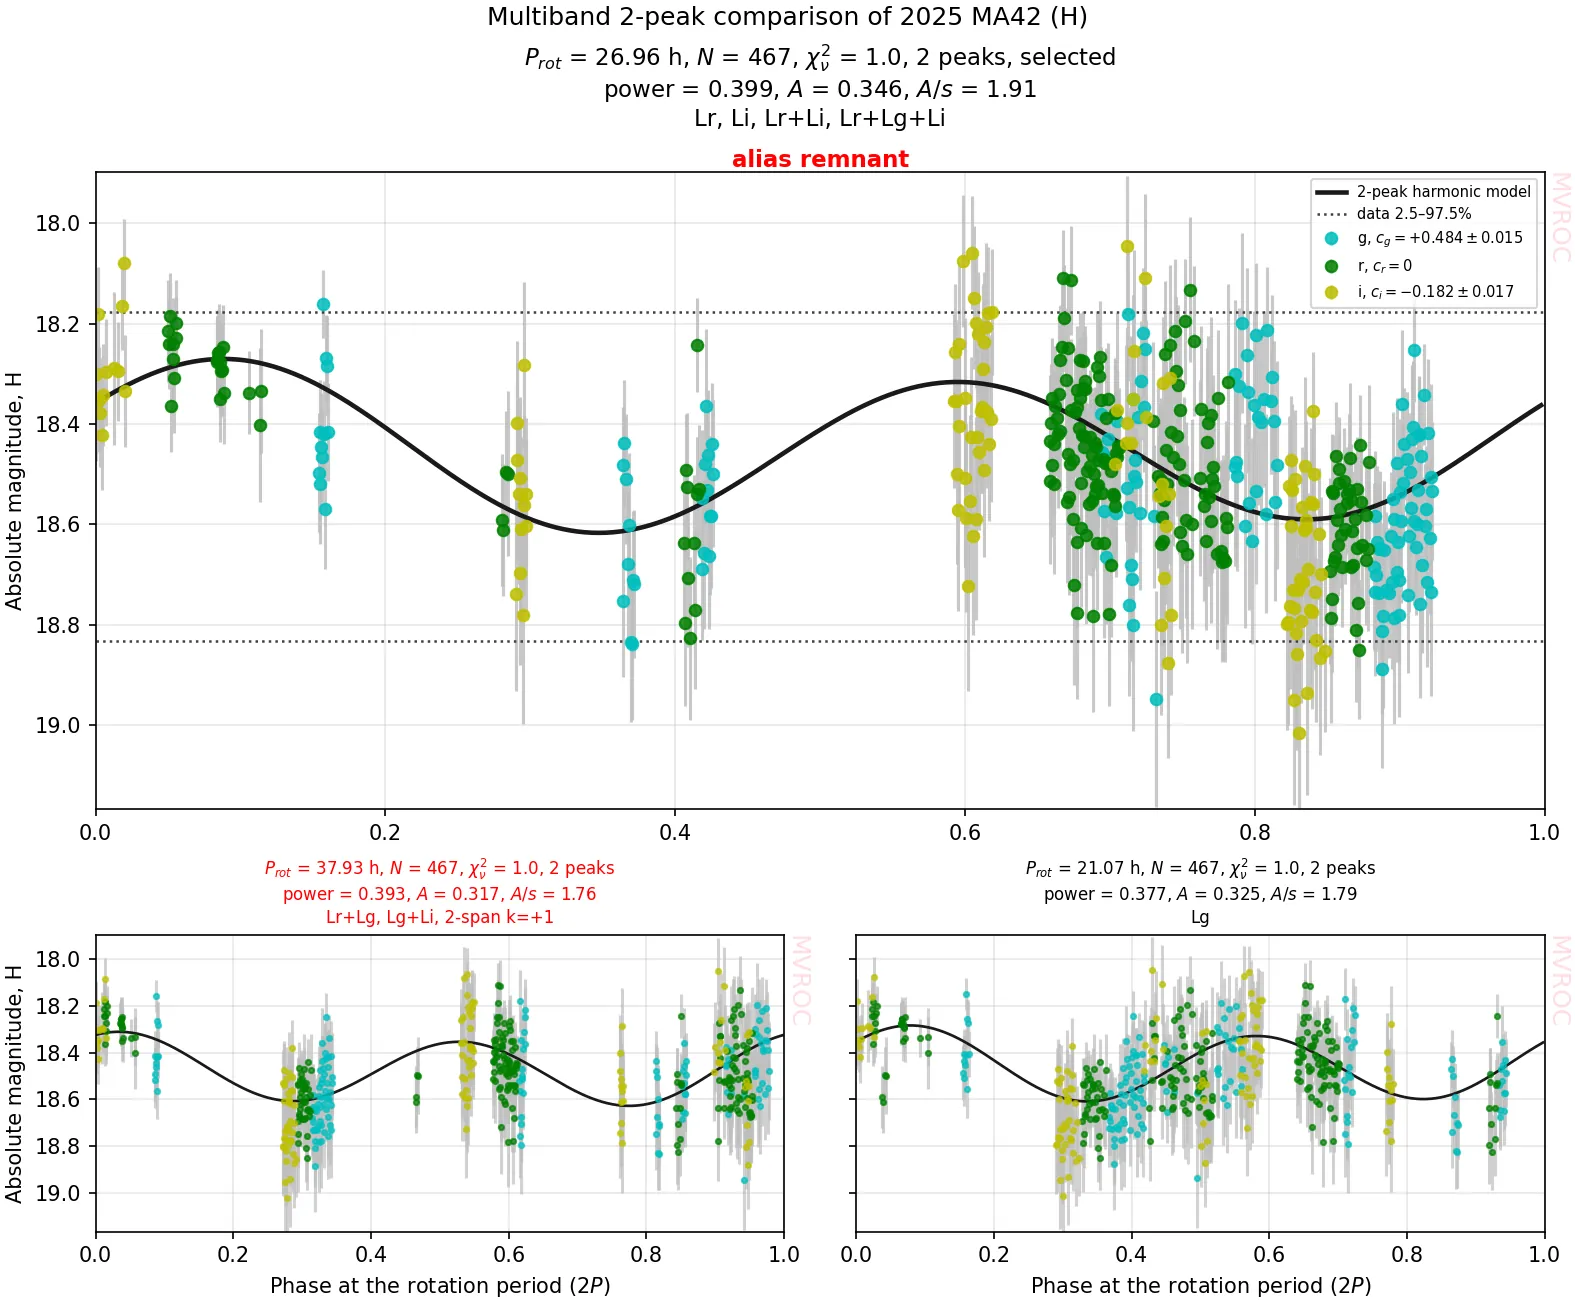 Multiband 2-peak comparison of 2025 MA42 (H)
P_rot = 26.96 h, N = 467, χ²_ν = 1.0, 2 peaks, selected
power = 0.399, A = 0.346, A/s = 1.91
Lr, Li, Lr+Li, Lr+Lg+Li
alias remnant
2-peak harmonic model
data 2.5–97.5%
g, c_g = +0.484 ± 0.015
r, c_r = 0
i, c_i = −0.182 ± 0.017
MVROC
Absolute magnitude, H
18.0
18.2
18.4
18.6
18.8
19.0
0.0 0.2 0.4 0.6 0.8 1.0
P_rot = 37.93 h, N = 467, χ²_ν = 1.0, 2 peaks
power = 0.393, A = 0.317, A/s = 1.76
Lr+Lg, Lg+Li, 2-span k=+1
MVROC
Absolute magnitude, H
18.0
18.2
18.4
18.6
18.8
19.0
0.0 0.2 0.4 0.6 0.8 1.0
Phase at the rotation period (2P)
P_rot = 21.07 h, N = 467, χ²_ν = 1.0, 2 peaks
power = 0.377, A = 0.325, A/s = 1.79
Lg
MVROC
0.0 0.2 0.4 0.6 0.8 1.0
Phase at the rotation period (2P)